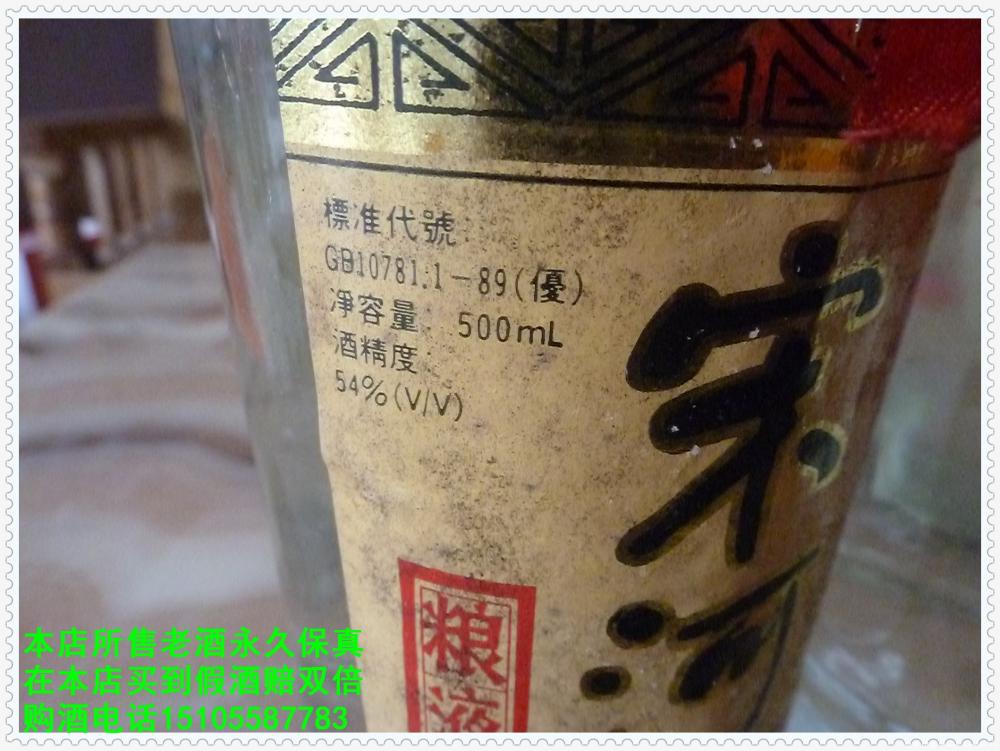 標准代號:
GB10781.1-89(優)
淨容量: 500mL
酒精度:
54%(V/V)
宋河
粮液
本店所售老酒永久保真
在本店买到假酒赔双倍
购酒电话15105587783